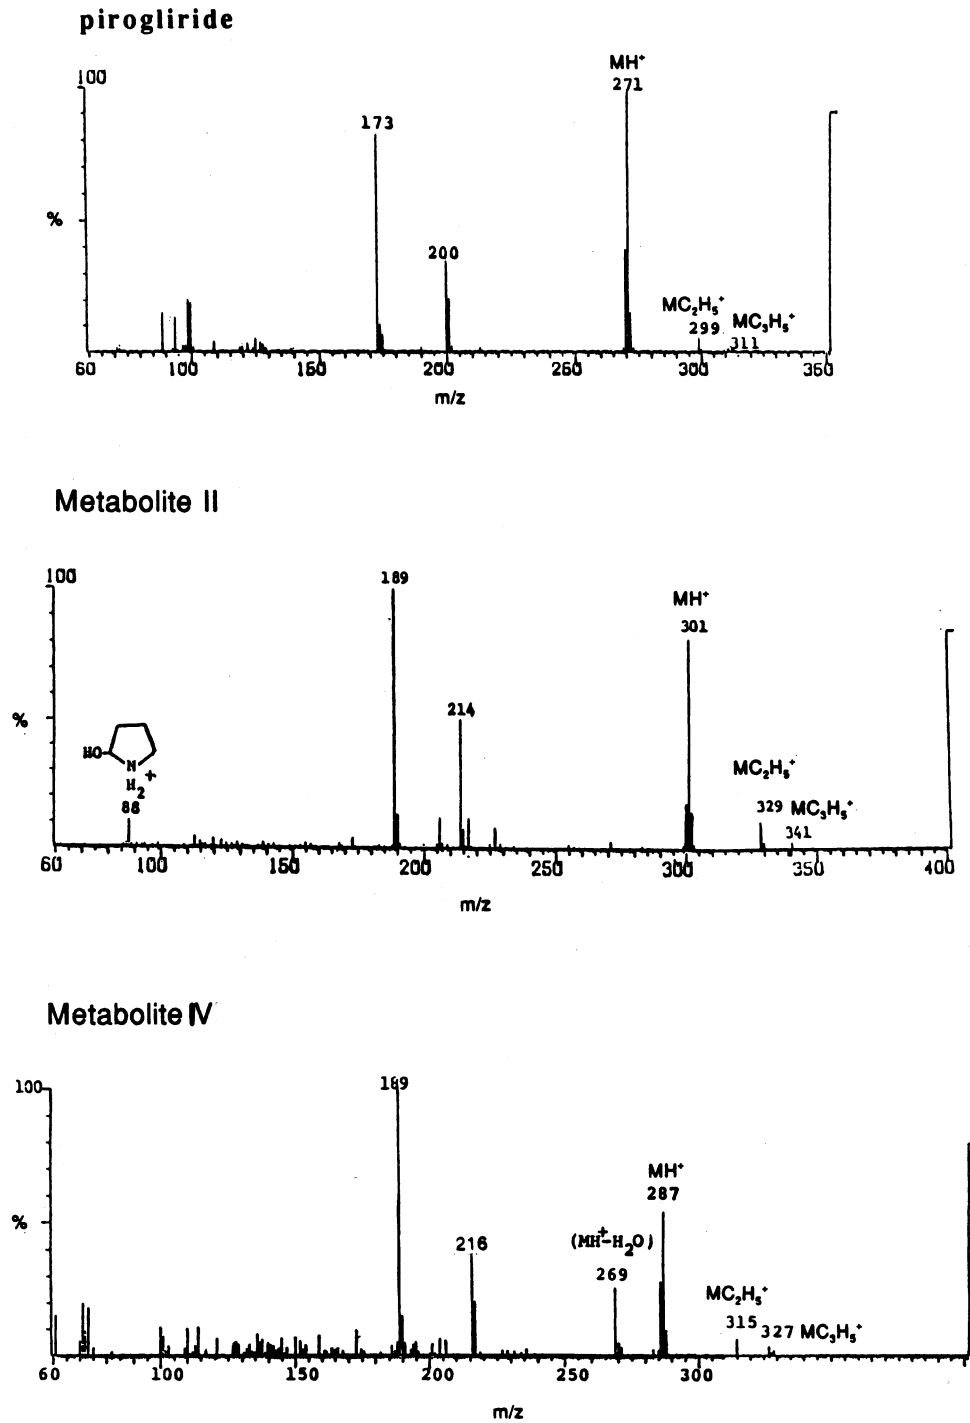 pirogliride
MH⁺
271
100
173
%
200
MC₂H₅⁺
299
MC₃H₅⁺
311
60 100 150 200 250 300 350
m/z
Metabolite II
100
189
MH⁺
301
%
214
HO
N
H₂⁺
88
MC₂H₅⁺
329 MC₃H₅⁺
341
60 100 150 200 250 300 350 400
m/z
Metabolite IV
100
189
MH⁺
287
%
216
(MH⁺-H₂O)
269
MC₂H₅⁺
315 327 MC₃H₅⁺
60 100 150 200 250 300
m/z